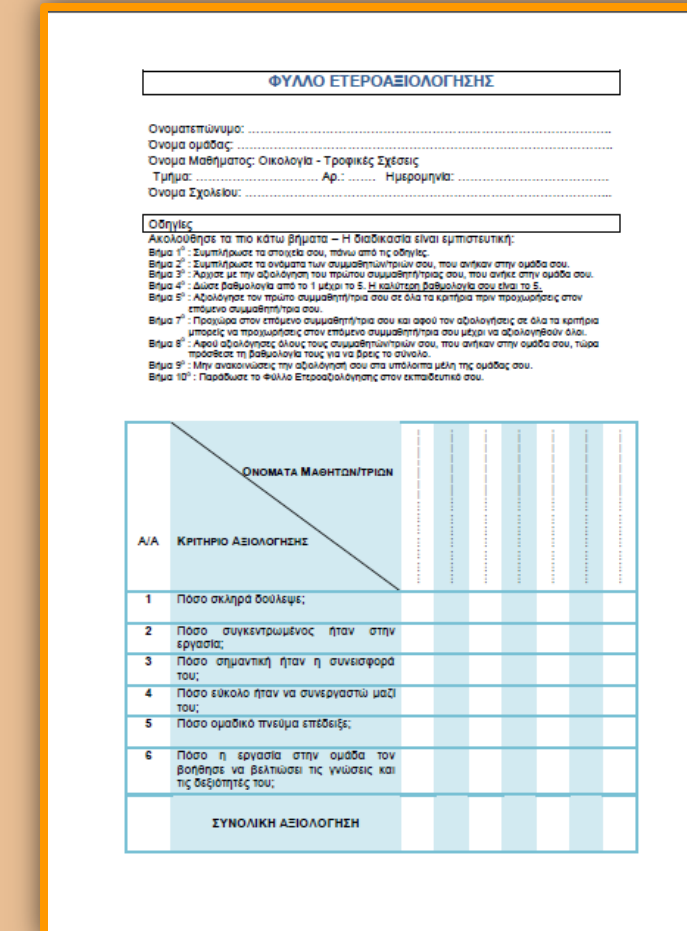 ΦΥΛΛΟ ΕΤΕΡΟΑΞΙΟΛΟΓΗΣΗΣ
Ονοματεπώνυμο: ……………………………………………………………………………..
Όνομα ομάδας: ………………………………………………………………………………..
Όνομα Μαθήματος: Οικολογία - Τροφικές Σχέσεις
Τμήμα: ………………………… Αρ.: ……. Ημερομηνία: ……………………………….
Όνομα Σχολείου: ……………………………………………………………………………...
Οδηγίες
Ακολούθησε τα πιο κάτω βήματα – Η διαδικασία είναι εμπιστευτική:
Βήμα 1ο : Συμπλήρωσε τα στοιχεία σου, πάνω από τις οδηγίες.
Βήμα 2ο : Συμπλήρωσε τα ονόματα των συμμαθητών/τριών σου, που ανήκαν στην ομάδα σου.
Βήμα 3ο : Άρχισε με την αξιολόγηση του πρώτου συμμαθητή/τριας σου, που ανήκε στην ομάδα σου.
Βήμα 4ο : Δώσε βαθμολογία από το 1 μέχρι το 5. Η καλύτερη βαθμολογία σου είναι το 5.
Βήμα 5ο : Αξιολόγησε τον πρώτο συμμαθητή/τρια σου σε όλα τα κριτήρια πριν προχωρήσεις στον
επόμενο συμμαθητή/τρια σου.
Βήμα 7ο : Προχώρα στον επόμενο συμμαθητή/τρια σου και αφού τον αξιολογήσεις σε όλα τα κριτήρια
μπορείς να προχωρήσεις στον επόμενο συμμαθητή/τρια σου μέχρι να αξιολογηθούν όλοι.
Βήμα 8ο : Αφού αξιολόγησες όλους τους συμμαθητών/τριών σου, που ανήκαν στην ομάδα σου, τώρα
πρόσθεσε τη βαθμολογία τους για να βρεις το σύνολο.
Βήμα 9ο : Μην ανακοινώσεις την αξιολόγησή σου στα υπόλοιπα μέλη της ομάδας σου.
Βήμα 10ο : Παράδωσε το Φύλλο Ετεροαξιολόγησης στον εκπαιδευτικό σου.
ΟΝΟΜΑΤΑ ΜΑΘΗΤΩΝ/ΤΡΙΩΝ
Α/Α ΚΡΙΤΗΡΙΟ ΑΞΙΟΛΟΓΗΣΗΣ
1 Πόσο σκληρά δούλεψε;
2 Πόσο συγκεντρωμένος ήταν στην
εργασία;
3 Πόσο σημαντική ήταν η συνεισφορά
του;
4 Πόσο εύκολο ήταν να συνεργαστώ μαζί
του;
5 Πόσο ομαδικό πνεύμα επέδειξε;
6 Πόσο η εργασία στην ομάδα τον
βοήθησε να βελτιώσει τις γνώσεις και
τις δεξιότητές του;
ΣΥΝΟΛΙΚΗ ΑΞΙΟΛΟΓΗΣΗ